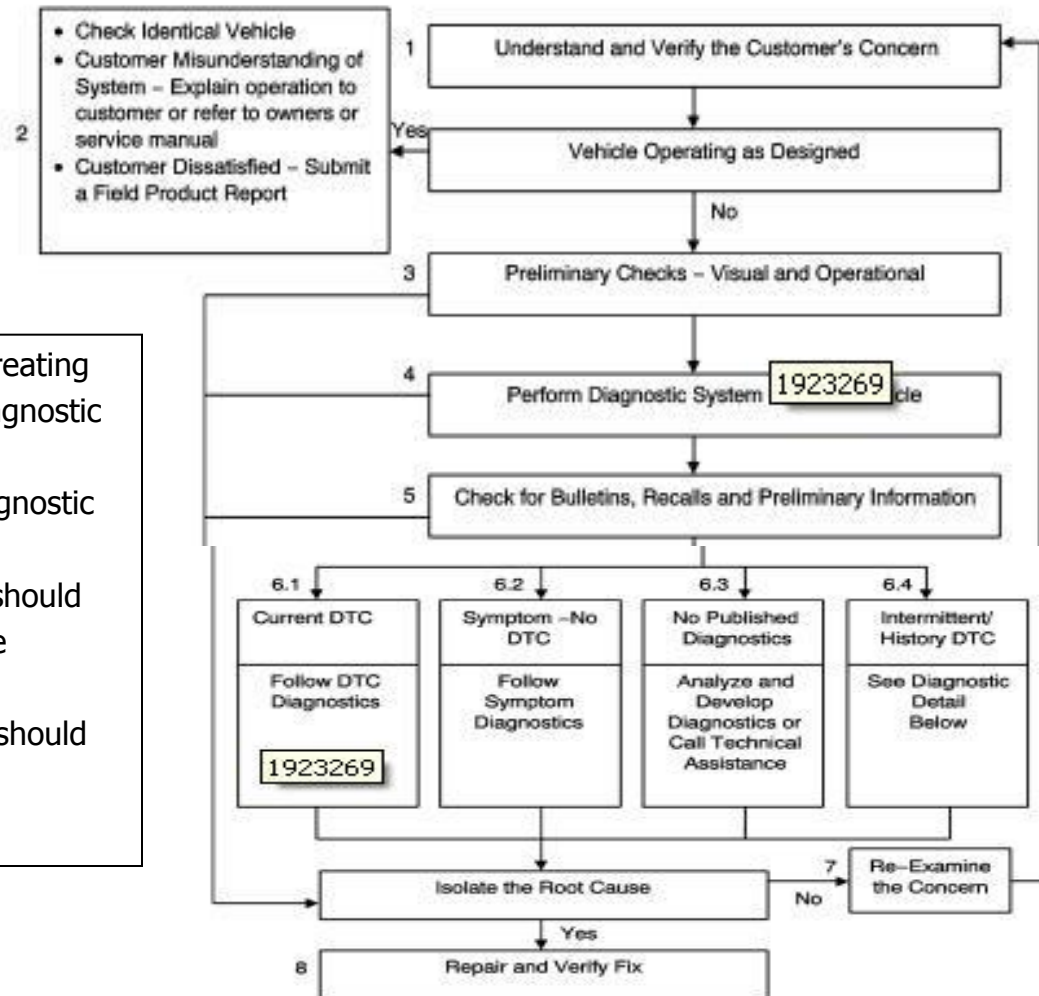 • Check Identical Vehicle
• Customer Misunderstanding of
System – Explain operation to
customer or refer to owners or
service manual
• Customer Dissatisfied – Submit
a Field Product Report
2
1
Understand and Verify the Customer's Concern
Yes
Vehicle Operating as Designed
No
3
Preliminary Checks – Visual and Operational
4
Perform Diagnostic System
1923269
cle
5
Check for Bulletins, Recalls and Preliminary Information
reating
gnostic
gnostic
should
e
should
6.1
6.2
6.3
6.4
Current DTC
Follow DTC
Diagnostics
1923269
Symptom –No
DTC
Follow
Symptom
Diagnostics
No Published
Diagnostics
Analyze and
Develop
Diagnostics or
Call Technical
Assistance
Intermittent/
History DTC
See Diagnostic
Detail
Below
Isolate the Root Cause
7
No
Re–Examine
the Concern
Yes
8
Repair and Verify Fix